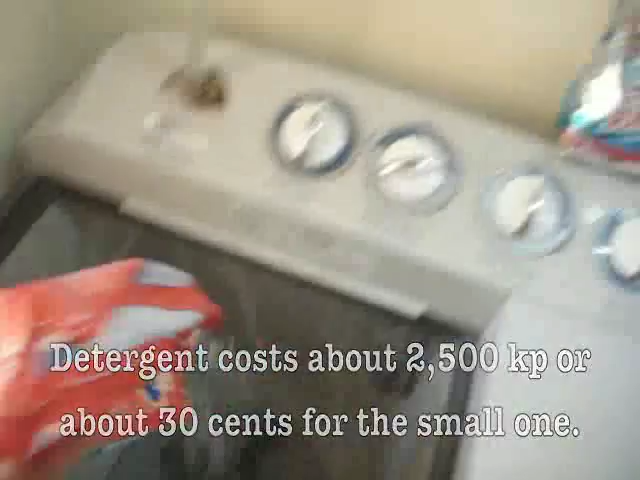 Detergent costs about 2,500 kp or
about 30 cents for the small one.